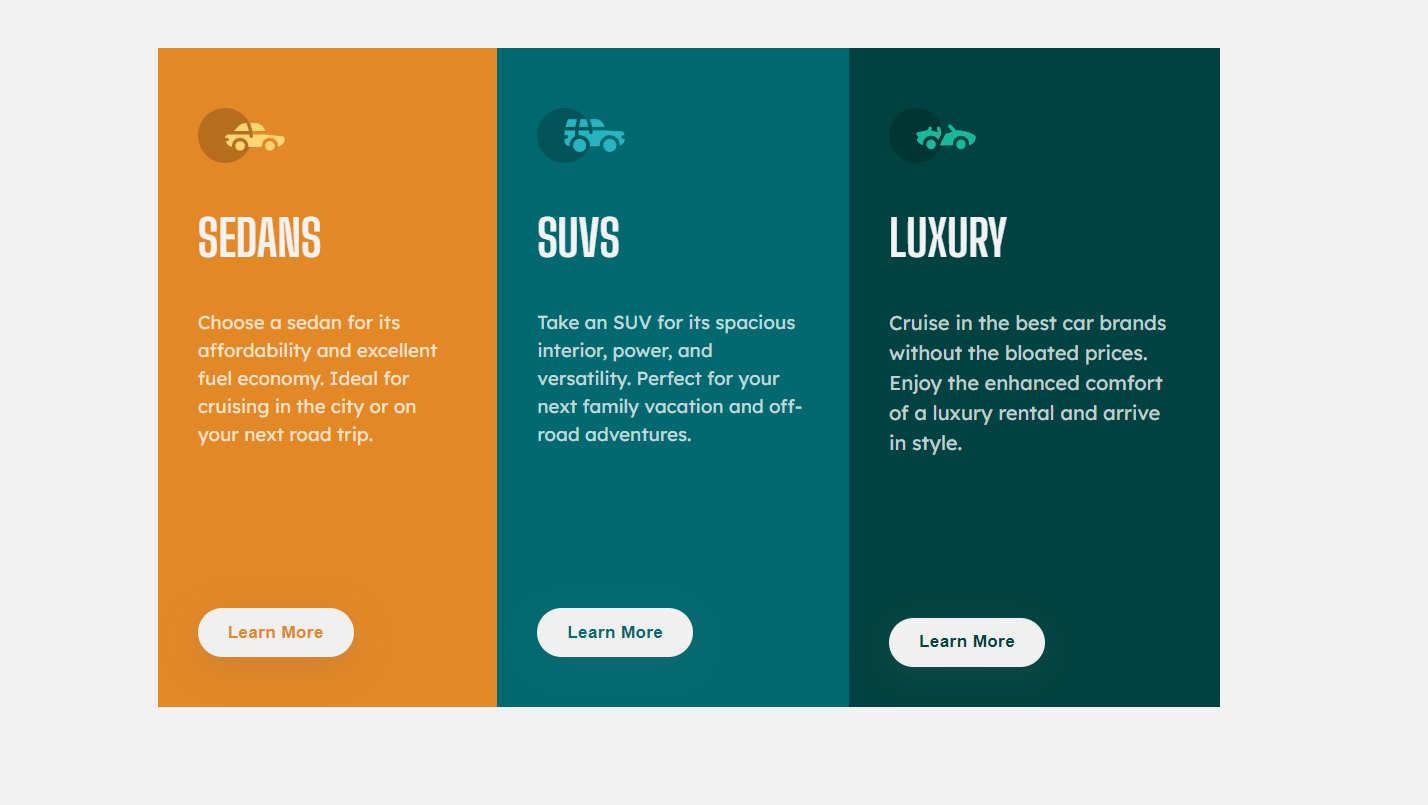 SEDANS
Choose a sedan for its
affordability and excellent
fuel economy. Ideal for
cruising in the city or on
your next road trip.
Learn More
SUVS
Take an SUV for its spacious
interior, power, and
versatility. Perfect for your
next family vacation and off-
road adventures.
Learn More
LUXURY
Cruise in the best car brands
without the bloated prices.
Enjoy the enhanced comfort
of a luxury rental and arrive
in style.
Learn More